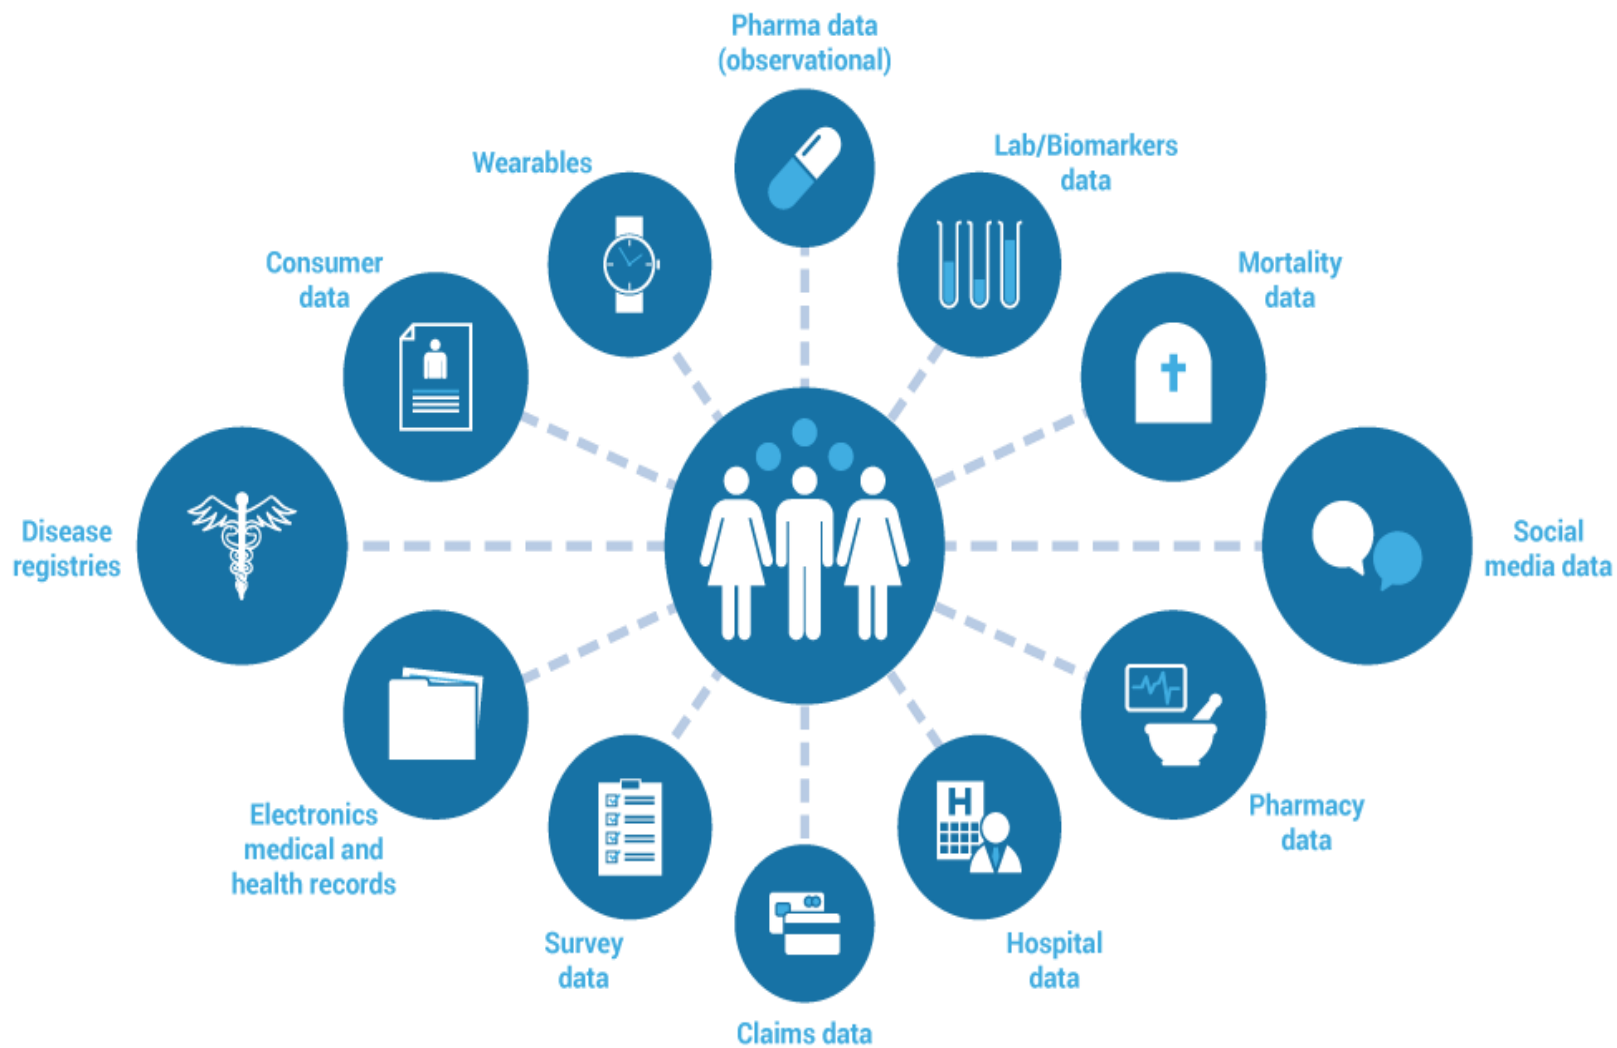 Pharma data
(observational)
Lab/Biomarkers
data
Wearables
Consumer
data
Mortality
data
Disease
registries
Social
media data
H
Electronics
medical and
health records
Pharmacy
data
Survey
data
Hospital
data
Claims data